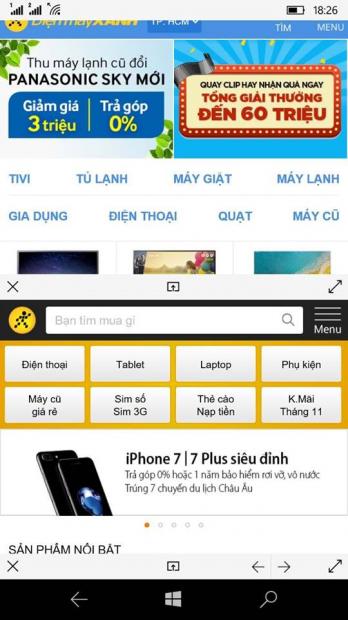 18:26
Điện máy XANH
TP. HCM
TÌM
MENU
Thu máy lạnh cũ đổi
PANASONIC SKY MỚI
Giảm giá
3 triệu
Trả góp
0%
QUAY CLIP HAY NHẬN QUÀ NGAY
TỔNG GIẢI THƯỞNG
ĐẾN 60 TRIỆU
TIVI
TỦ LẠNH
MÁY GIẶT
MÁY LẠNH
GIA DỤNG
ĐIỆN THOẠI
QUẠT
MÁY CŨ
Bạn tìm mua gì
Menu
Điện thoại
Tablet
Laptop
Phụ kiện
Máy cũ
giá rẻ
Sim số
Sim 3G
Thẻ cào
Nạp tiền
K.Mãi
Tháng 11
iPhone 7 | 7 Plus siêu đỉnh
Trả góp 0% hoặc 1 năm bảo hiểm rơi vỡ, vô nước
Trúng 7 chuyến du lịch Châu Âu
SẢN PHẨM NỔI BẬT